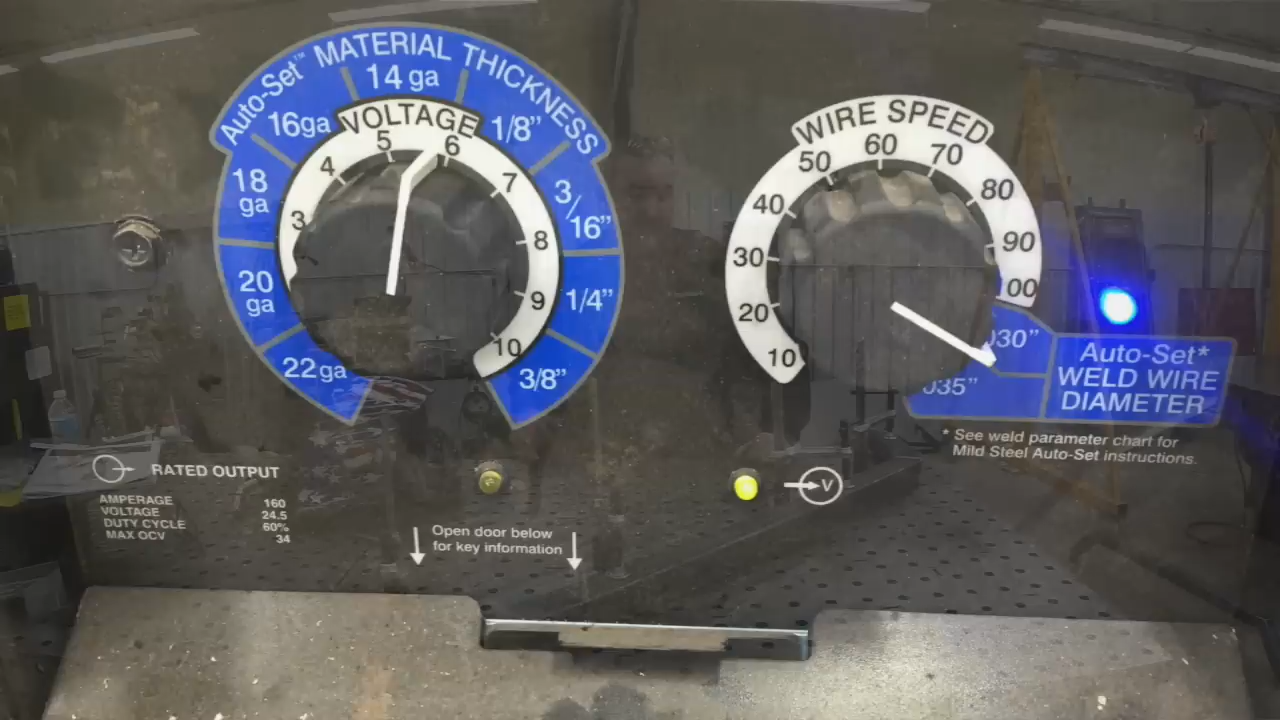 Auto-Set™ MATERIAL THICKNESS
22 ga
20 ga
18 ga
16ga
14 ga
1/8”
3/16”
1/4”
3/8”
VOLTAGE
3
4
5
6
7
8
9
10
WIRE SPEED
10
20
30
40
50
60
70
80
90
100
.030”
.035”
Auto-Set*
WELD WIRE
DIAMETER
* See weld parameter chart for
Mild Steel Auto-Set instructions.
RATED OUTPUT
AMPERAGE 160
VOLTAGE 24.5
DUTY CYCLE 60%
MAX OCV 34
Open door below
for key information
V